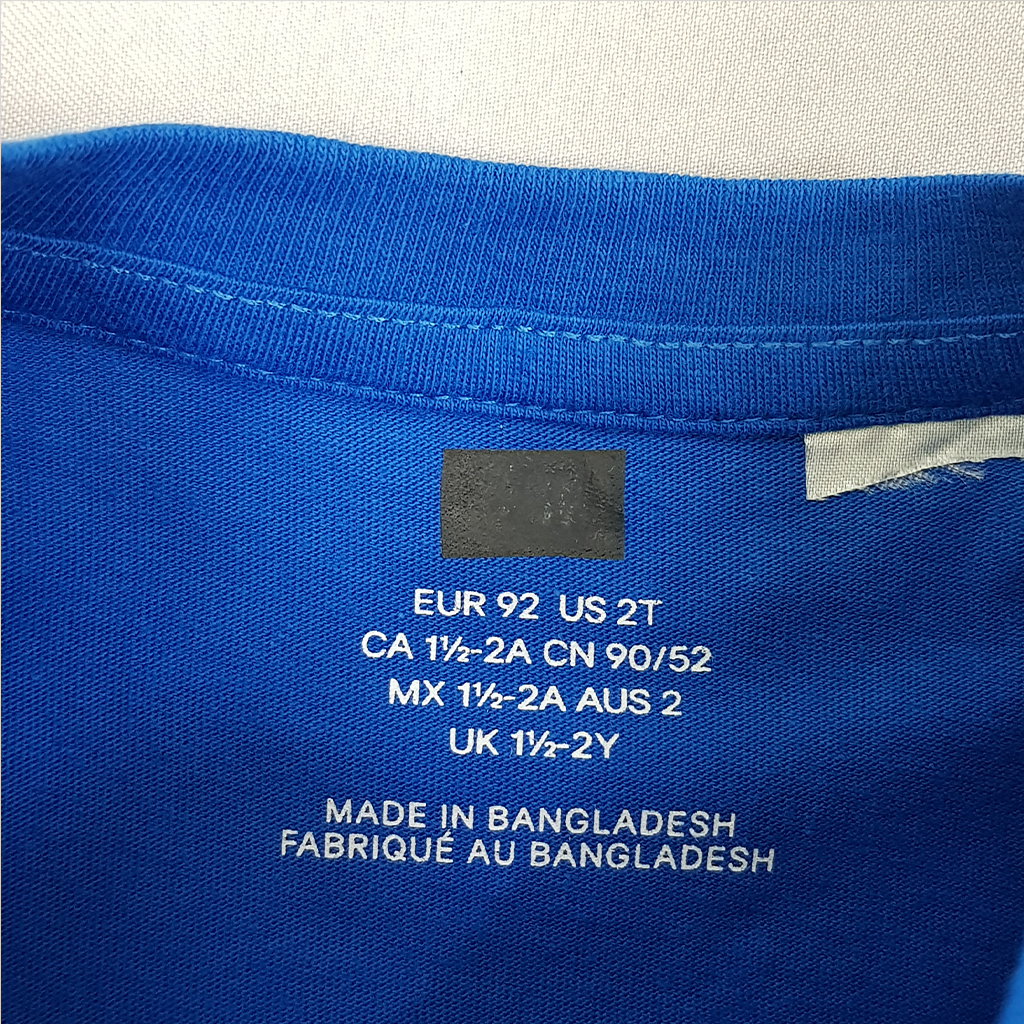 EUR 92 US 2T
CA 1½-2A CN 90/52
MX 1½-2A AUS 2
UK 1½-2Y
MADE IN BANGLADESH
FABRIQUÉ AU BANGLADESH